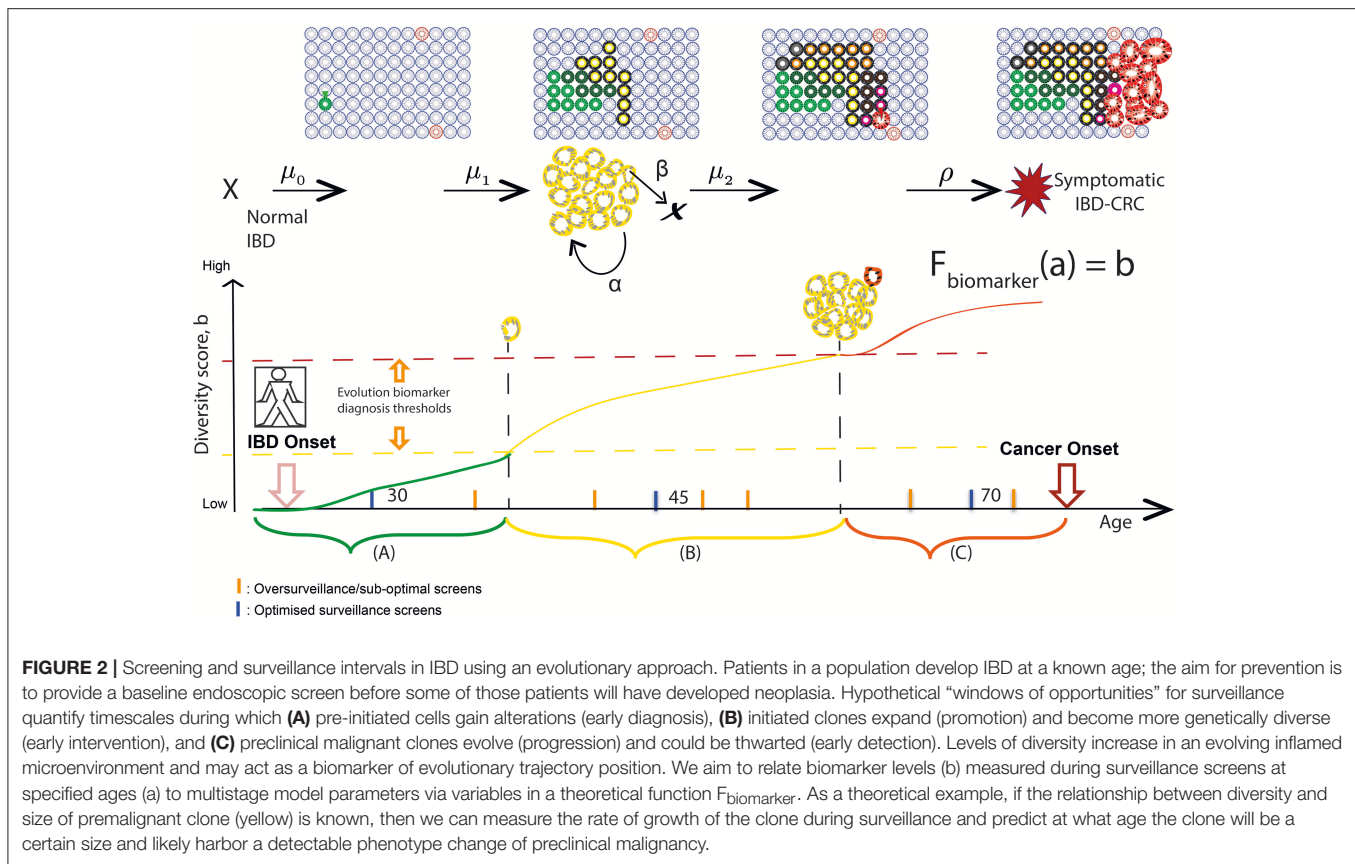 X
μ0
μ1
β
μ2
ρ
x
Normal
IBD
α
Symptomatic
IBD-CRC
Fbiomarker(a) = b
High
Diversity score, b
Low
Evolution biomarker
diagnosis thresholds
IBD Onset
Cancer Onset
30
45
70
Age
(A)
(B)
(C)
: Oversurveillance/sub-optimal screens
: Optimised surveillance screens
FIGURE 2 | Screening and surveillance intervals in IBD using an evolutionary approach. Patients in a population develop IBD at a known age; the aim for prevention is
to provide a baseline endoscopic screen before some of those patients will have developed neoplasia. Hypothetical “windows of opportunities” for surveillance
quantify timescales during which (A) pre-initiated cells gain alterations (early diagnosis), (B) initiated clones expand (promotion) and become more genetically diverse
(early intervention), and (C) preclinical malignant clones evolve (progression) and could be thwarted (early detection). Levels of diversity increase in an evolving inflamed
microenvironment and may act as a biomarker of evolutionary trajectory position. We aim to relate biomarker levels (b) measured during surveillance screens at
specified ages (a) to multistage model parameters via variables in a theoretical function Fbiomarker. As a theoretical example, if the relationship between diversity and
size of premalignant clone (yellow) is known, then we can measure the rate of growth of the clone during surveillance and predict at what age the clone will be a
certain size and likely harbor a detectable phenotype change of preclinical malignancy.